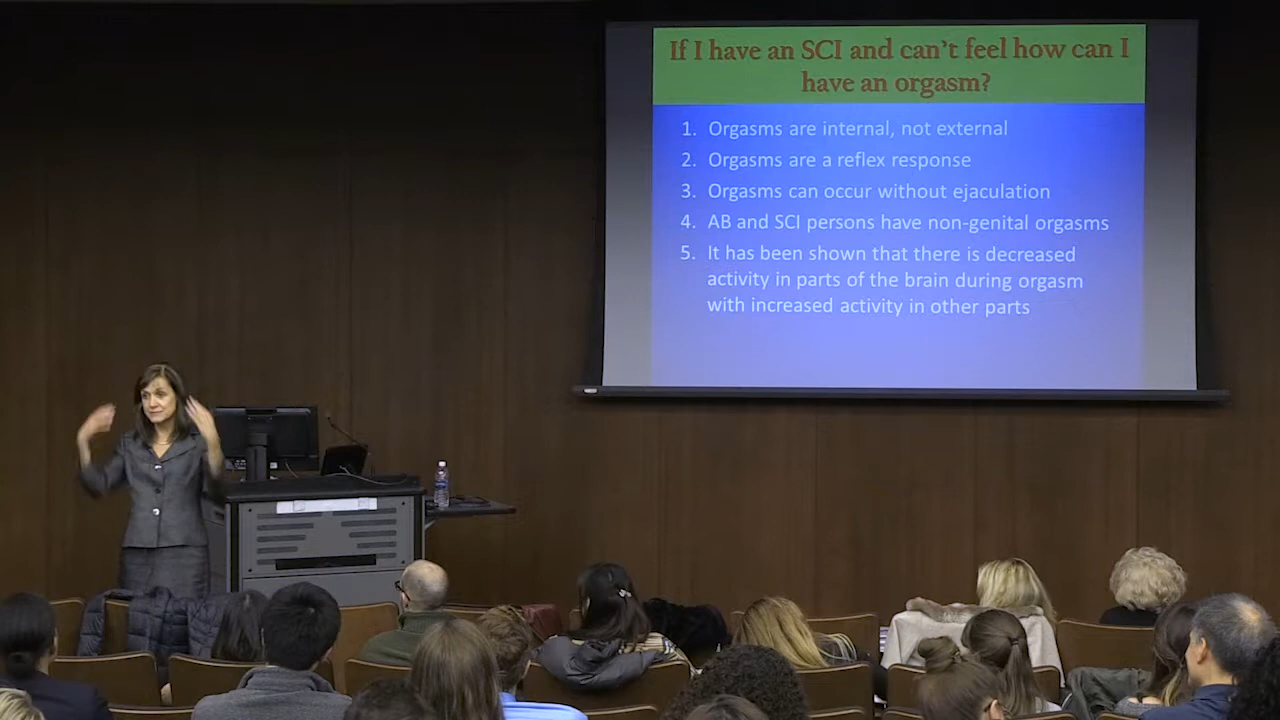 If I have an SCI and can't feel how can I
have an orgasm?
1. Orgasms are internal, not external
2. Orgasms are a reflex response
3. Orgasms can occur without ejaculation
4. AB and SCI persons have non-genital orgasms
5. It has been shown that there is decreased
activity in parts of the brain during orgasm
with increased activity in other parts